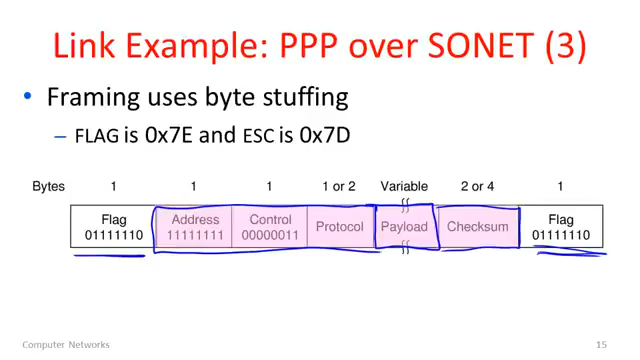 Link Example: PPP over SONET (3)
• Framing uses byte stuffing
– FLAG is 0x7E and ESC is 0x7D
Bytes 1 1 1 1 or 2 Variable 2 or 4 1
Flag Address Control Protocol Payload Checksum Flag
01111110 11111111 00000011 01111110
Computer Networks 15